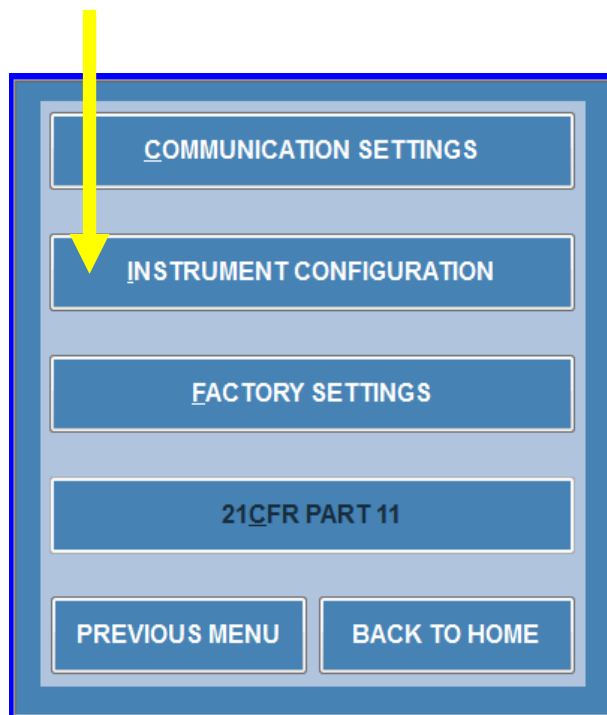 COMMUNICATION SETTINGS
INSTRUMENT CONFIGURATION
FACTORY SETTINGS
21CFR PART 11
PREVIOUS MENU
BACK TO HOME